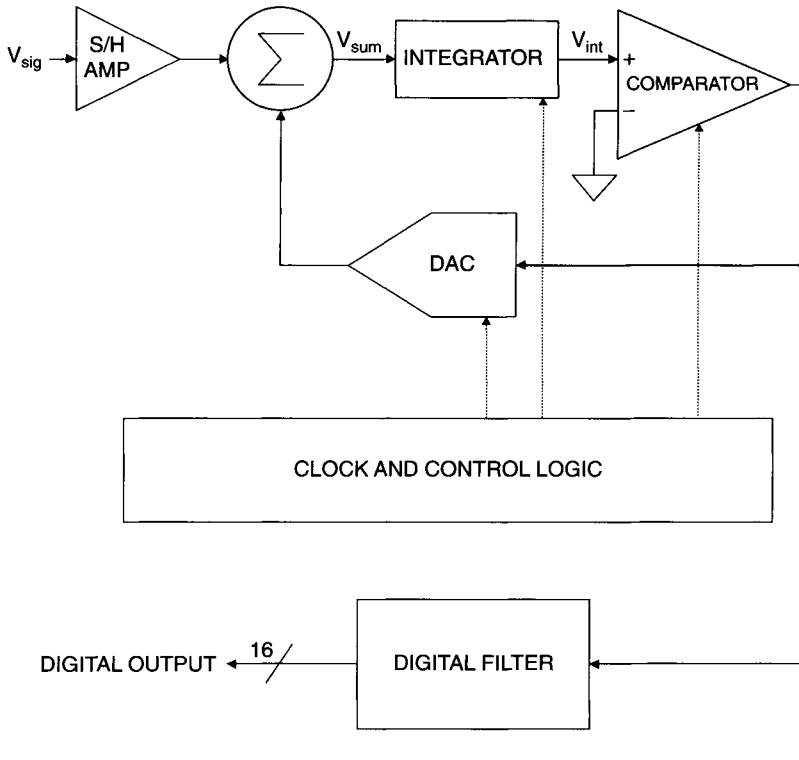 V_sig
S/H
AMP
Σ
V_sum
INTEGRATOR
V_int
+
−
COMPARATOR
DAC
CLOCK AND CONTROL LOGIC
DIGITAL OUTPUT
16
DIGITAL FILTER